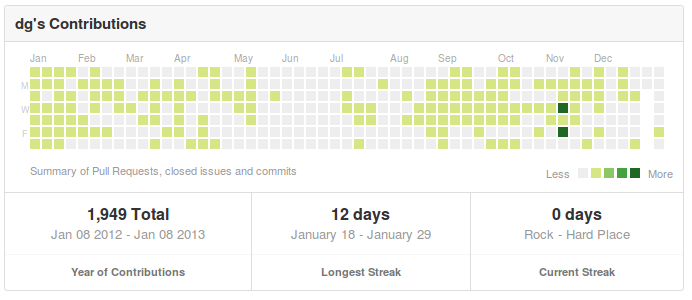 dg's Contributions
Jan Feb Mar Apr May Jun Jul Aug Sep Oct Nov Dec
M
W
F
Summary of Pull Requests, closed issues and commits
Less More
1,949 Total
Jan 08 2012 - Jan 08 2013
Year of Contributions
12 days
January 18 - January 29
Longest Streak
0 days
Rock - Hard Place
Current Streak